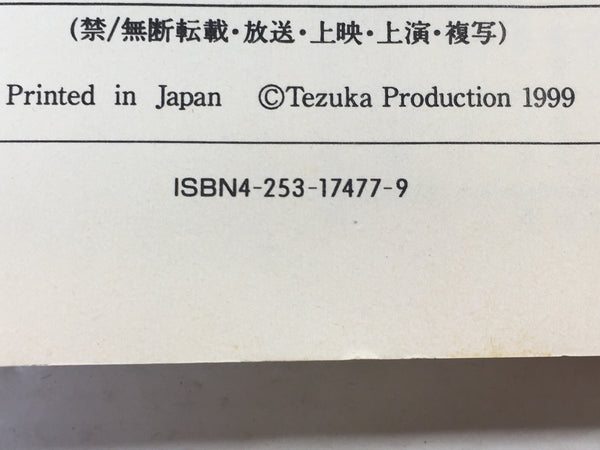 (禁/無断転載・放送・上映・上演・複写)
Printed in Japan ©Tezuka Production 1999
ISBN4-253-17477-9